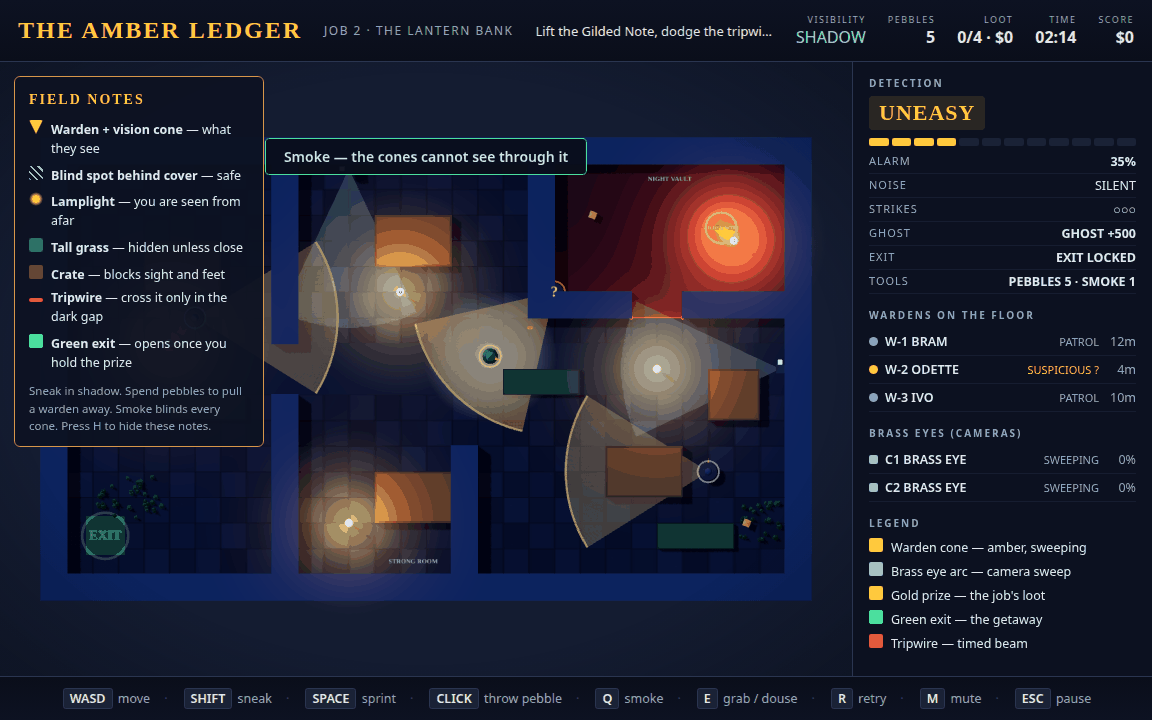 THE AMBER LEDGER
JOB 2 · THE LANTERN BANK
Lift the Gilded Note, dodge the tripwi...
VISIBILITY
SHADOW
PEBBLES
5
LOOT
0/4 · $0
TIME
02:14
SCORE
$0
FIELD NOTES
Warden + vision cone — what
they see
Blind spot behind cover — safe
Lamplight — you are seen from
afar
Tall grass — hidden unless close
Crate — blocks sight and feet
Tripwire — cross it only in the
dark gap
Green exit — opens once you
hold the prize
Sneak in shadow. Spend pebbles to pull
a warden away. Smoke blinds every
cone. Press H to hide these notes.
Smoke — the cones cannot see through it
NIGHT VAULT
?
EXIT
STRONG ROOM
DETECTION
UNEASY
ALARM 35%
NOISE SILENT
STRIKES ○○○
GHOST GHOST +500
EXIT EXIT LOCKED
TOOLS PEBBLES 5 · SMOKE 1
WARDENS ON THE FLOOR
W-1 BRAM PATROL 12m
W-2 ODETTE SUSPICIOUS ? 4m
W-3 IVO PATROL 10m
BRASS EYES (CAMERAS)
C1 BRASS EYE SWEEPING 0%
C2 BRASS EYE SWEEPING 0%
LEGEND
Warden cone — amber, sweeping
Brass eye arc — camera sweep
Gold prize — the job's loot
Green exit — the getaway
Tripwire — timed beam
WASD move · SHIFT sneak · SPACE sprint · CLICK throw pebble · Q smoke · E grab / douse · R retry · M mute · ESC pause